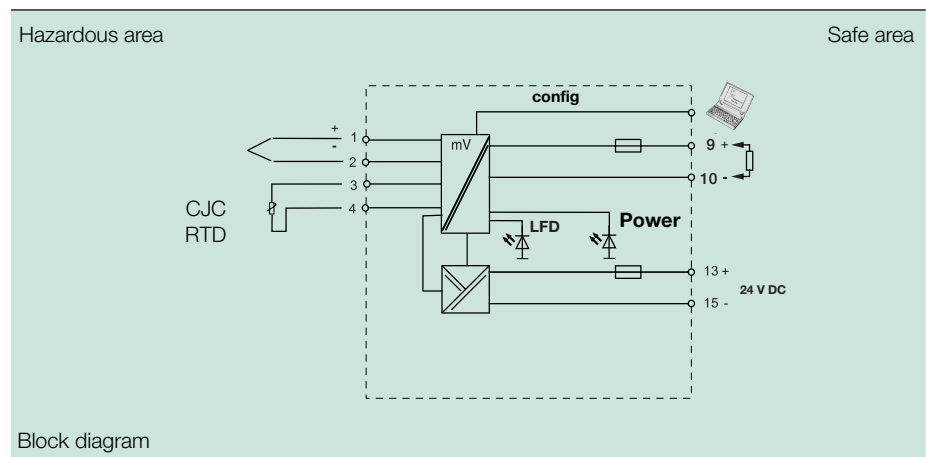 Hazardous area
Safe area
config
+
1
mV
9 +
-
2
10 -
3
4
CJC
RTD
LFD
Power
13 +
24 V DC
15 -
Block diagram